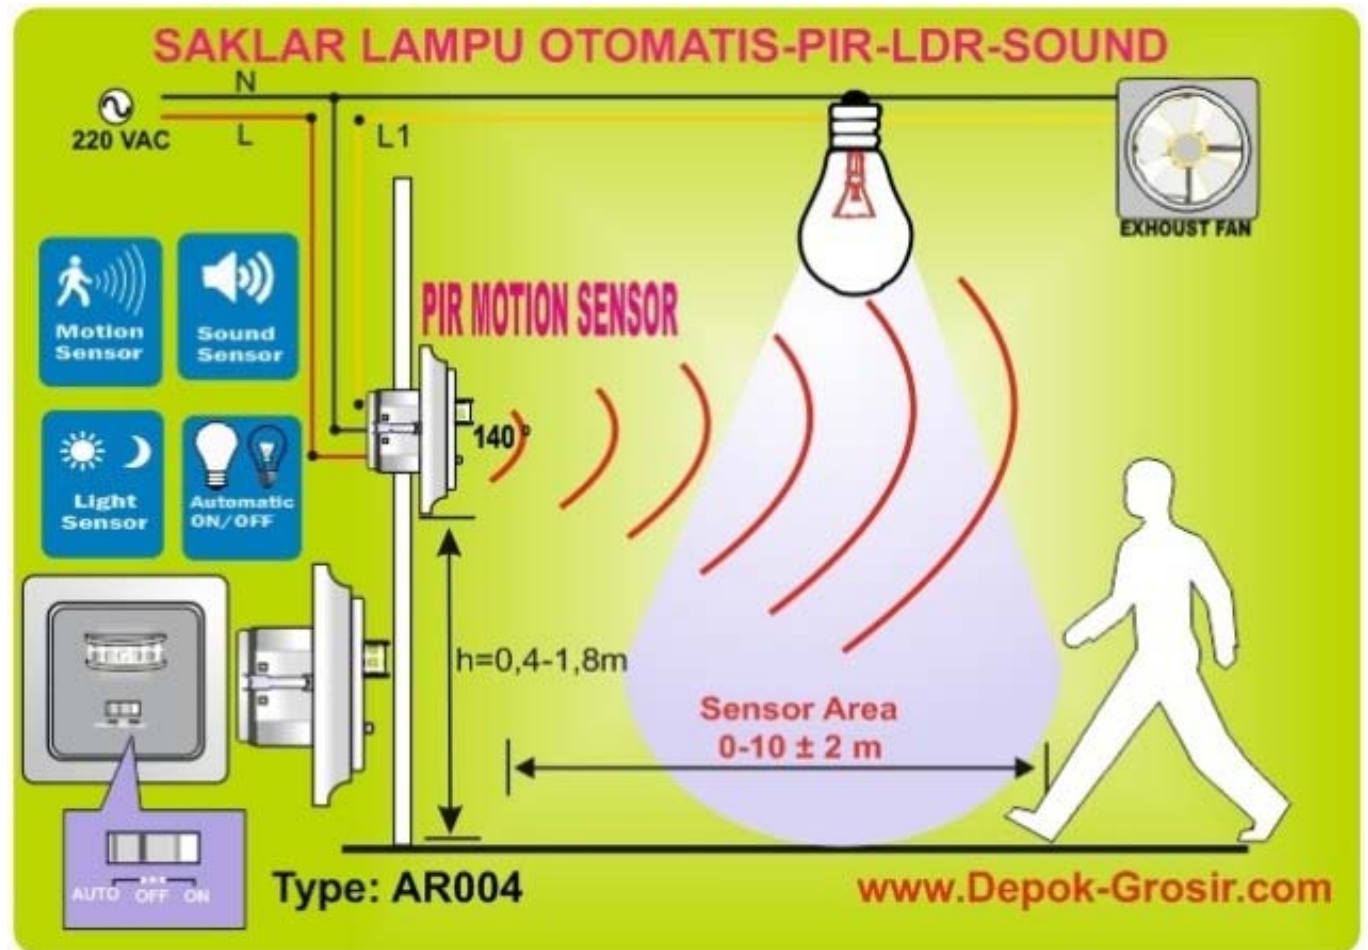 SAKLAR LAMPU OTOMATIS-PIR-LDR-SOUND
N
220 VAC
L
L1
EXHOUST FAN
Motion
Sensor
Sound
Sensor
PIR MOTION SENSOR
140°
Light
Sensor
Automatic
ON/OFF
h=0,4-1,8m
Sensor Area
0-10 ± 2 m
AUTO OFF ON
Type: AR004
www.Depok-Grosir.com